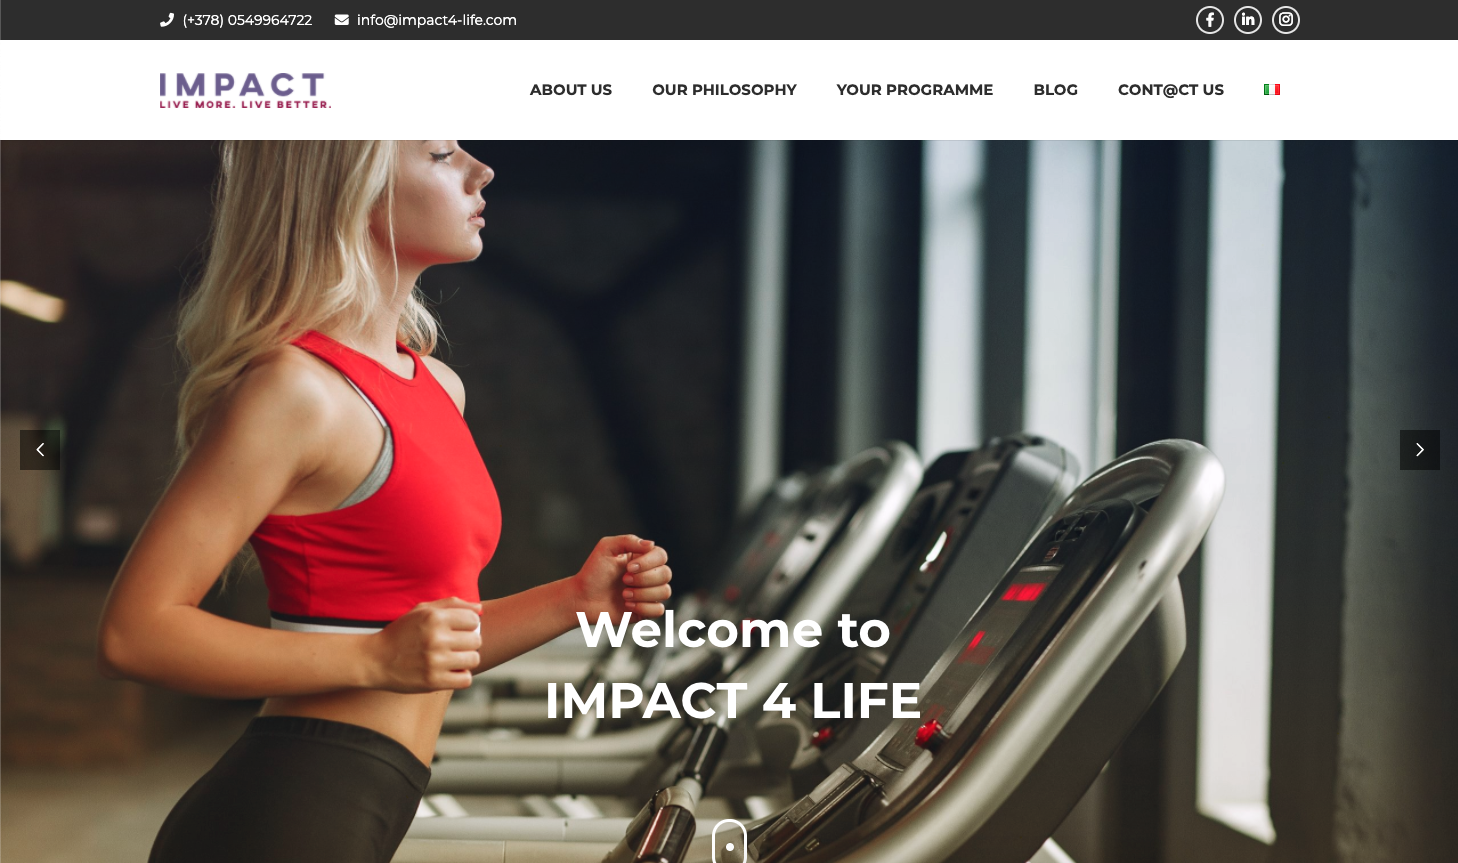 (+378) 0549964722 info@impact4-life.com
IMPACT
LIVE MORE. LIVE BETTER.
ABOUT US OUR PHILOSOPHY YOUR PROGRAMME BLOG CONT@CT US
Welcome to
IMPACT 4 LIFE